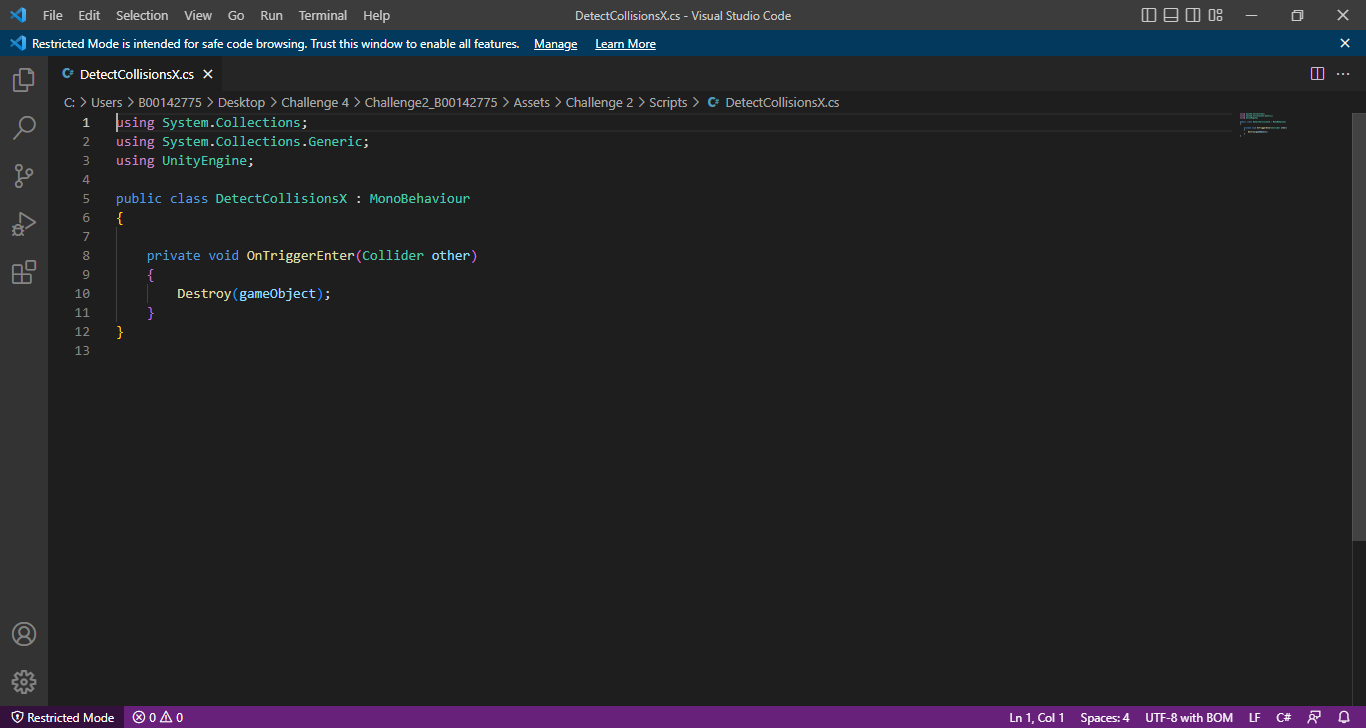 File Edit Selection View Go Run Terminal Help DetectCollisionsX.cs - Visual Studio Code
Restricted Mode is intended for safe code browsing. Trust this window to enable all features. Manage Learn More
DetectCollisionsX.cs
C: > Users > B00142775 > Desktop > Challenge 4 > Challenge2_B00142775 > Assets > Challenge 2 > Scripts > DetectCollisionsX.cs
1 using System.Collections;
2 using System.Collections.Generic;
3 using UnityEngine;
4
5 public class DetectCollisionsX : MonoBehaviour
6 {
7
8     private void OnTriggerEnter(Collider other)
9     {
10         Destroy(gameObject);
11     }
12 }
13
Restricted Mode 0 0 Ln 1, Col 1 Spaces: 4 UTF-8 with BOM LF C#